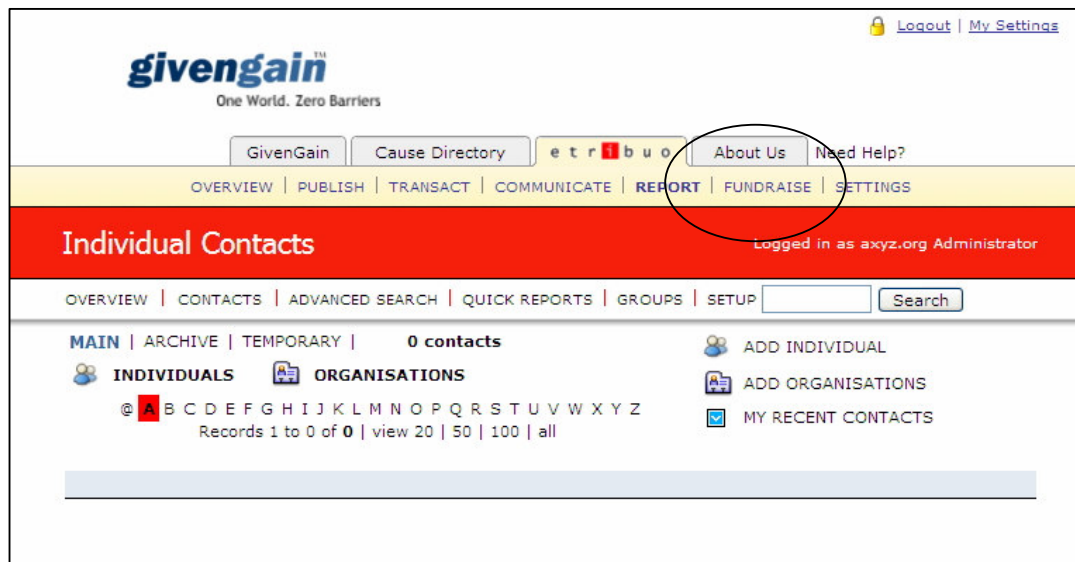 Logout | My Settings
givengain™
One World. Zero Barriers
GivenGain Cause Directory etribuo About Us Need Help?
OVERVIEW | PUBLISH | TRANSACT | COMMUNICATE | REPORT | FUNDRAISE | SETTINGS
Individual Contacts Logged in as axyz.org Administrator
OVERVIEW | CONTACTS | ADVANCED SEARCH | QUICK REPORTS | GROUPS | SETUP Search
MAIN | ARCHIVE | TEMPORARY | 0 contacts
ADD INDIVIDUAL
INDIVIDUALS ORGANISATIONS
ADD ORGANISATIONS
@ A B C D E F G H I J K L M N O P Q R S T U V W X Y Z
MY RECENT CONTACTS
Records 1 to 0 of 0 | view 20 | 50 | 100 | all